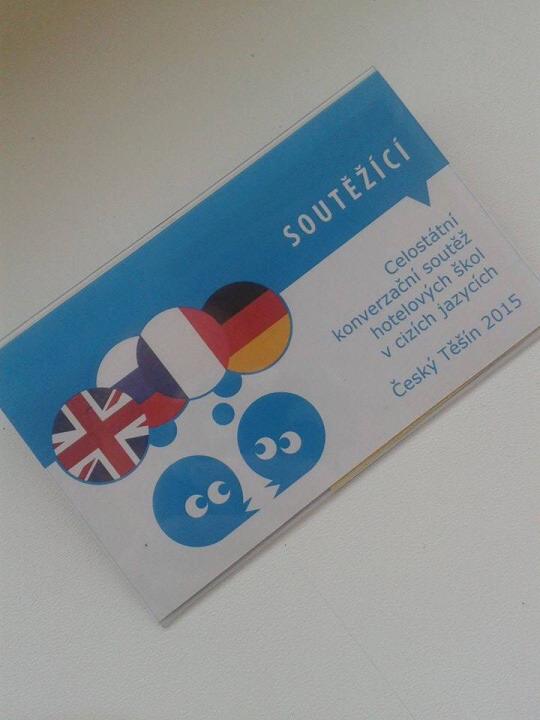 SOUTĚŽÍCÍ
Celostátní
konverzační soutěž
hotelových škol
v cizích jazycích
Český Těšín 2015